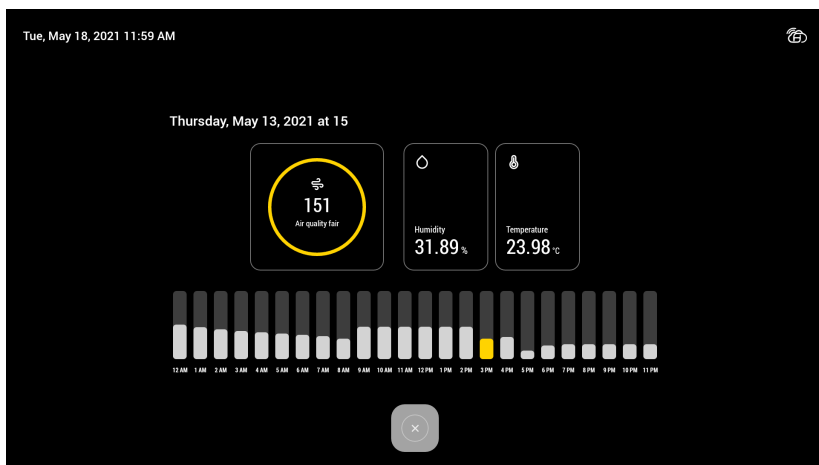 Tue, May 18, 2021 11:59 AM
Thursday, May 13, 2021 at 15
151
Air quality fair
Humidity
31.89 %
Temperature
23.98 °C
12 AM 1 AM 2 AM 3 AM 4 AM 5 AM 6 AM 7 AM 8 AM 9 AM 10 AM 11 AM 12 PM 1 PM 2 PM 3 PM 4 PM 5 PM 6 PM 7 PM 8 PM 9 PM 10 PM 11 PM